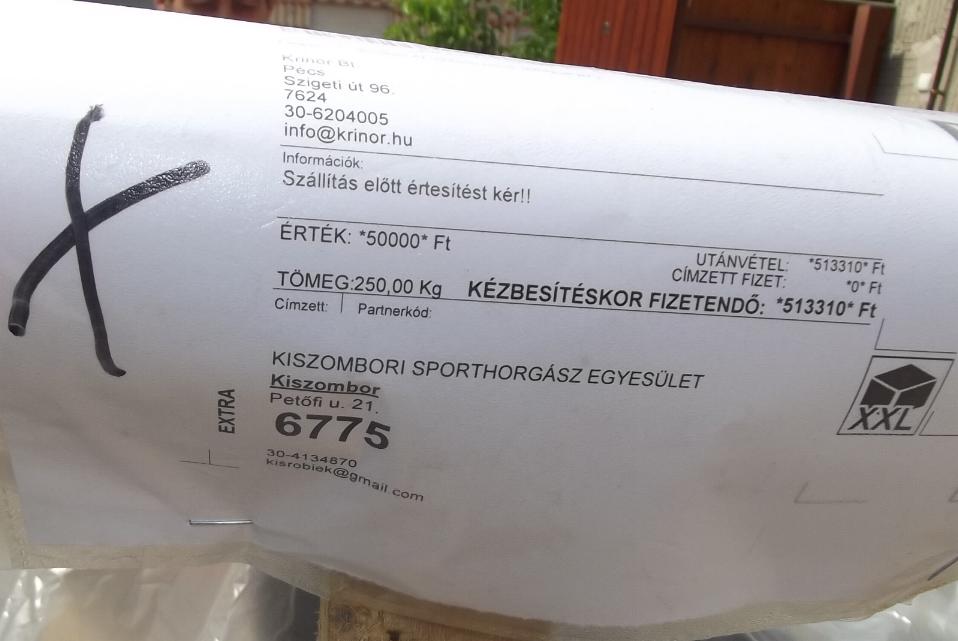 Krinor Bt.
Pécs
Szigeti út 96.
7624
30-6204005
info@krinor.hu
Információk:
Szállítás előtt értesítést kér!!
ÉRTÉK: *50000* Ft
UTÁNVÉTEL: *513310* Ft
CÍMZETT FIZET: *0* Ft
TÖMEG:250,00 Kg KÉZBESÍTÉSKOR FIZETENDŐ: *513310* Ft
Címzett: Partnerkód:
KISZOMBORI SPORTHORGÁSZ EGYESÜLET
Kiszombor
Petőfi u. 21.
6775
30-4134870
kisrobiek@gmail.com
EXTRA
XXL
X